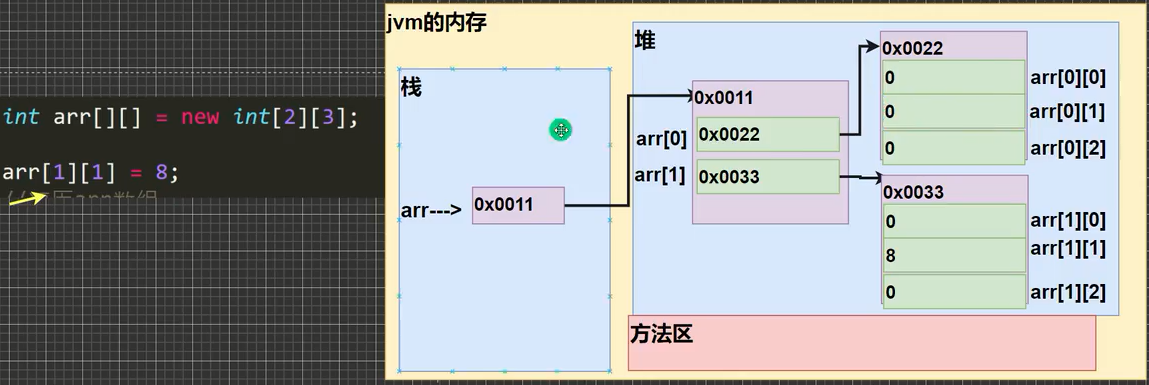 int arr[][] = new int[2][3];
arr[1][1] = 8;
jvm的内存
栈
arr---> 0x0011
堆
0x0011
arr[0] 0x0022
arr[1] 0x0033
0x0022
0 arr[0][0]
0 arr[0][1]
0 arr[0][2]
0x0033
0 arr[1][0]
8 arr[1][1]
0 arr[1][2]
方法区